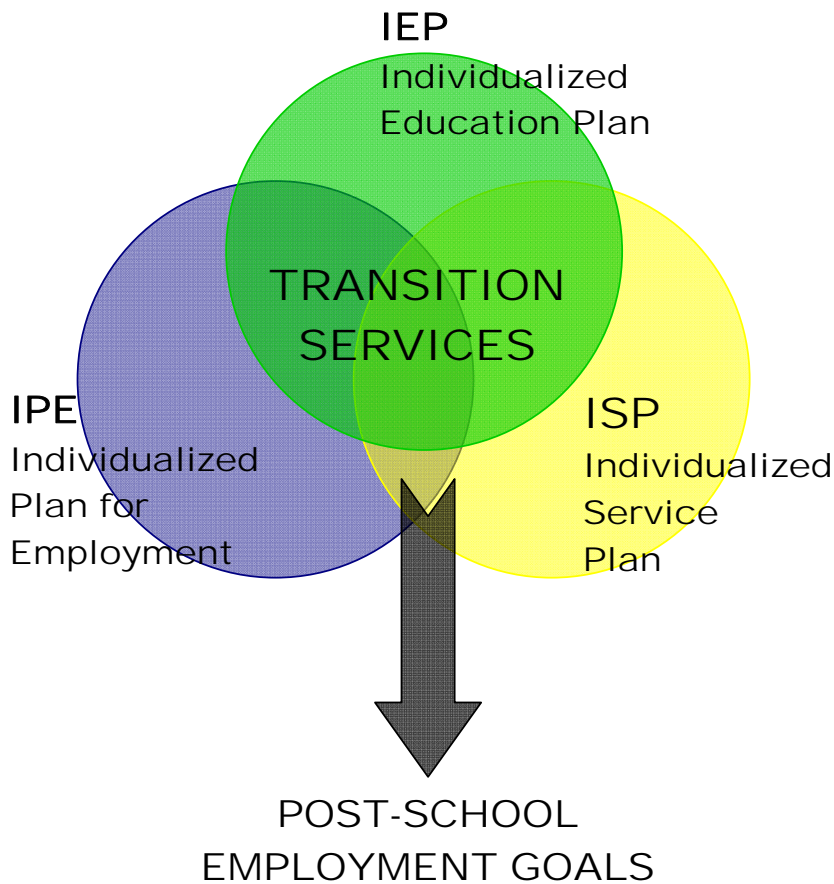 IEP
Individualized
Education Plan
TRANSITION
SERVICES
IPE
Individualized
Plan for
Employment
ISP
Individualized
Service
Plan
POST-SCHOOL
EMPLOYMENT GOALS